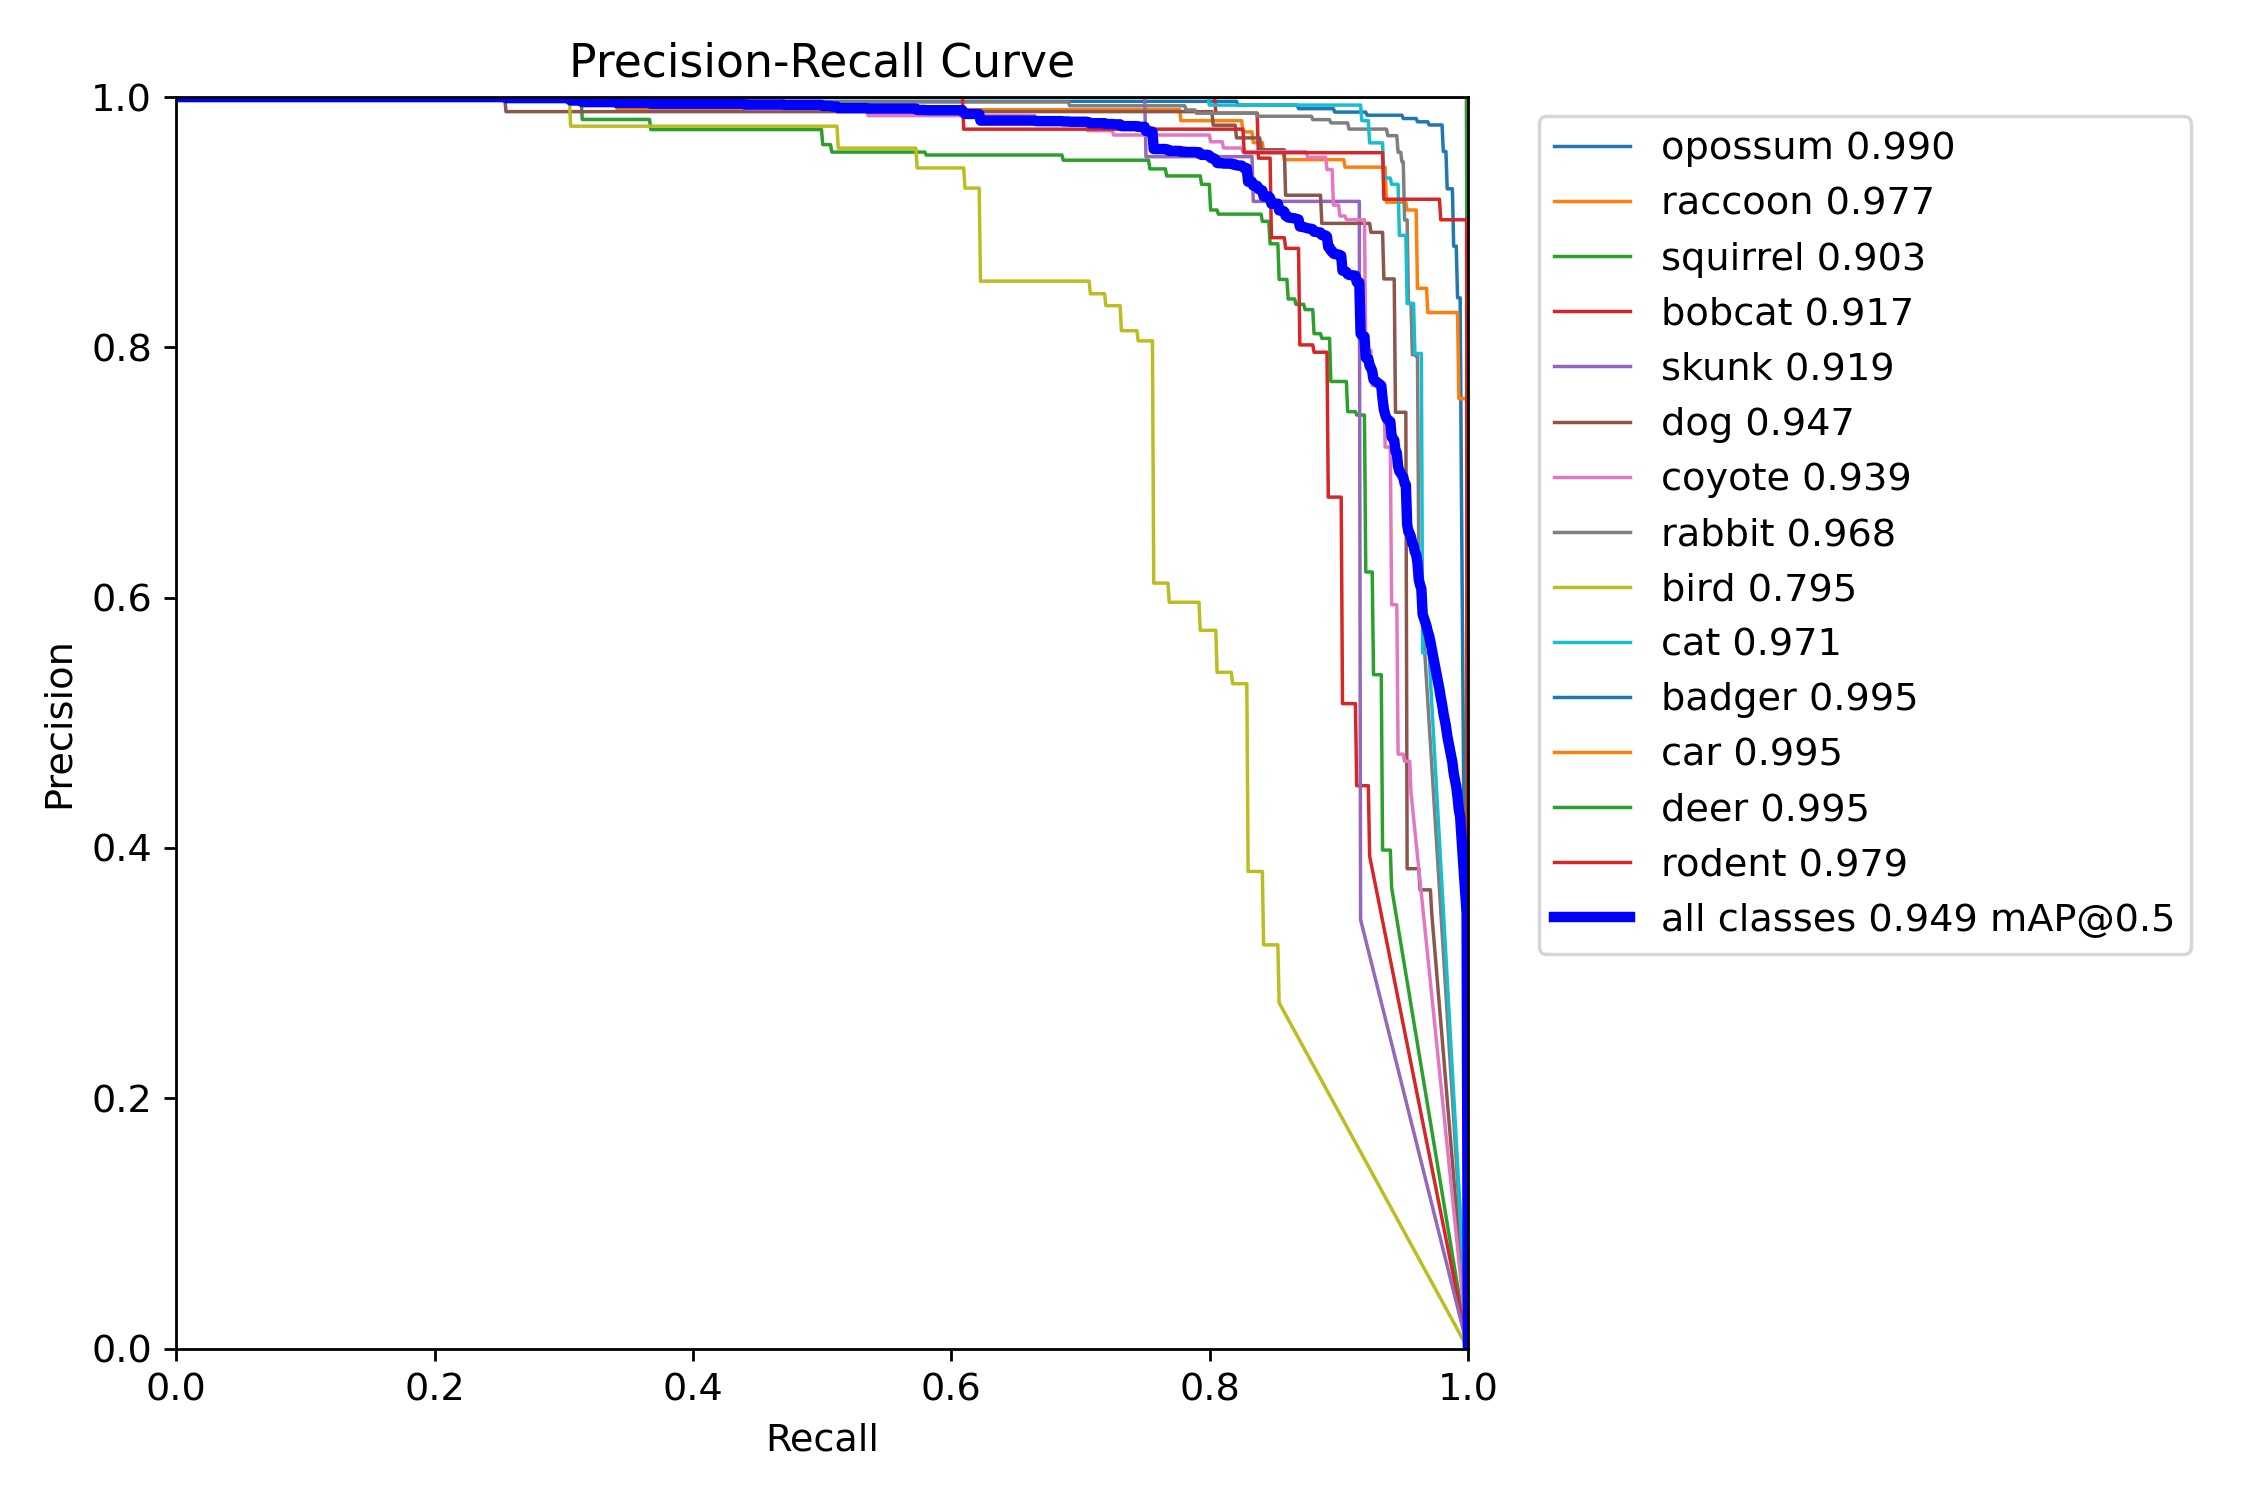 Precision-Recall Curve
1.0
0.8
0.6
0.4
0.2
0.0
Precision
0.0 0.2 0.4 0.6 0.8 1.0
Recall
opossum 0.990
raccoon 0.977
squirrel 0.903
bobcat 0.917
skunk 0.919
dog 0.947
coyote 0.939
rabbit 0.968
bird 0.795
cat 0.971
badger 0.995
car 0.995
deer 0.995
rodent 0.979
all classes 0.949 mAP@0.5